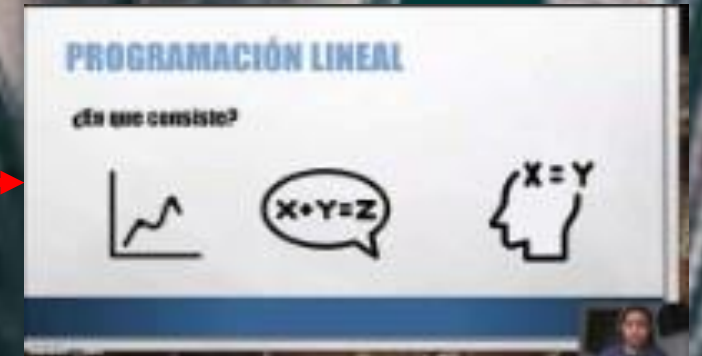 PROGRAMACIÓN LINEAL
¿En que consiste?
X+Y=Z
X = Y